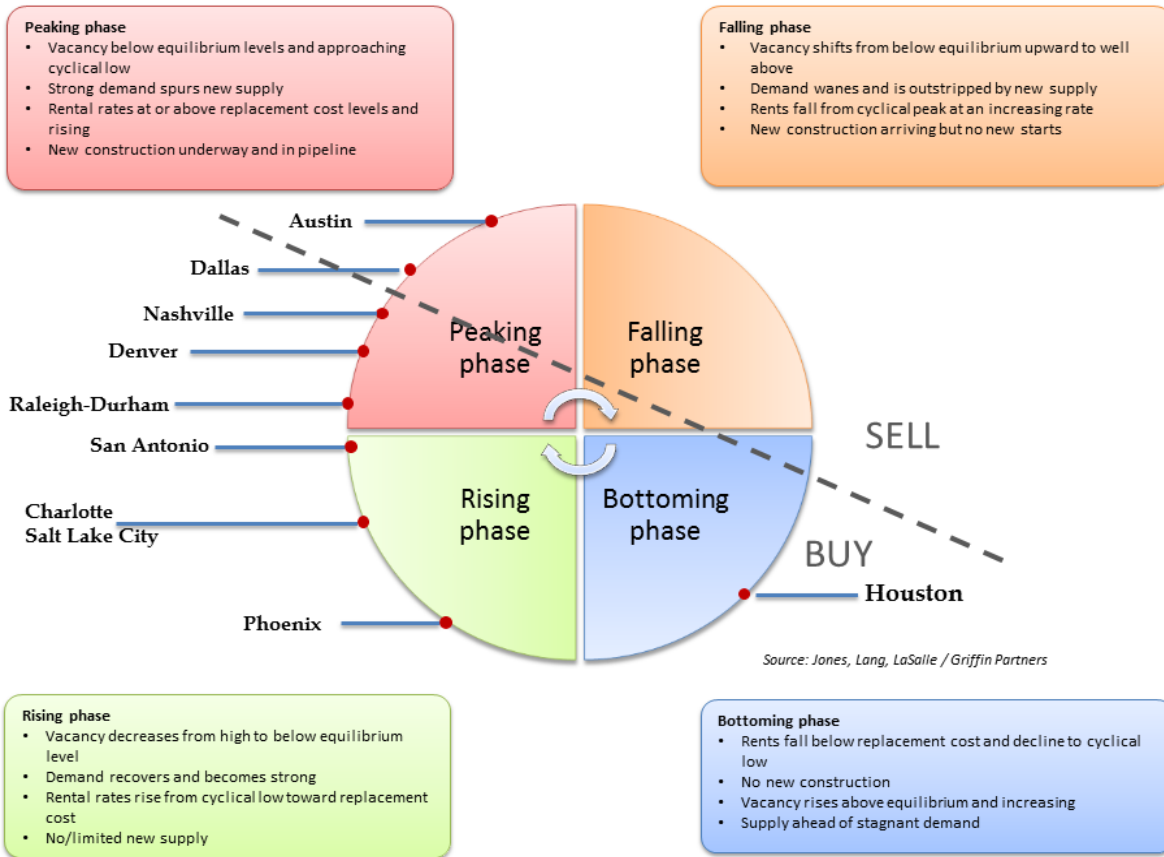 Peaking phase
• Vacancy below equilibrium levels and approaching
cyclical low
• Strong demand spurs new supply
• Rental rates at or above replacement cost levels and
rising
• New construction underway and in pipeline
Falling phase
• Vacancy shifts from below equilibrium upward to well
above
• Demand wanes and is outstripped by new supply
• Rents fall from cyclical peak at an increasing rate
• New construction arriving but no new starts
Austin
Dallas
Nashville
Denver
Raleigh-Durham
San Antonio
Charlotte
Salt Lake City
Phoenix
Peaking
phase
Falling
phase
Rising
phase
Bottoming
phase
SELL
BUY
Houston
Source: Jones, Lang, LaSalle / Griffin Partners
Rising phase
• Vacancy decreases from high to below equilibrium
level
• Demand recovers and becomes strong
• Rental rates rise from cyclical low toward replacement
cost
• No/limited new supply
Bottoming phase
• Rents fall below replacement cost and decline to cyclical
low
• No new construction
• Vacancy rises above equilibrium and increasing
• Supply ahead of stagnant demand